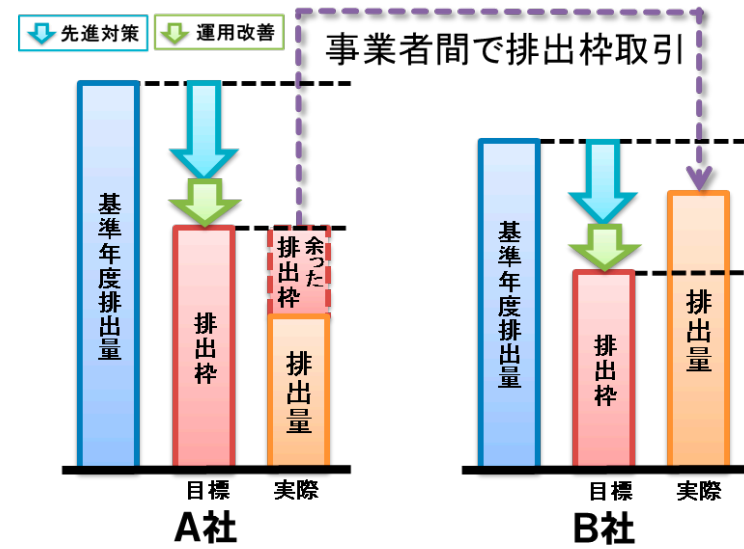 先進対策
運用改善
事業者間で排出枠取引
基準年度排出量
排出枠
余った
排出枠
排出量
目標
実際
A社
基準年度排出量
排出枠
排出量
目標
実際
B社